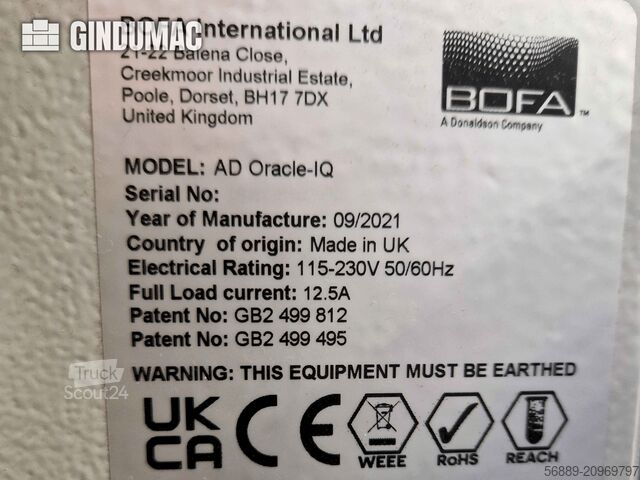 GINDUMAC
BOFA International Ltd
21-22 Balena Close,
Creekmoor Industrial Estate,
Poole, Dorset, BH17 7DX
United Kingdom
BOFA™
A Donaldson Company
MODEL: AD Oracle-IQ
Serial No:
Year of Manufacture: 09/2021
Country of origin: Made in UK
Electrical Rating: 115-230V 50/60Hz
Full Load current: 12.5A
Patent No: GB2 499 812
Patent No: GB2 499 495
WARNING: THIS EQUIPMENT MUST BE EARTHED
UK
CA
CE
WEEE
RoHS
REACH
Truck
Scout24
56889-20969797